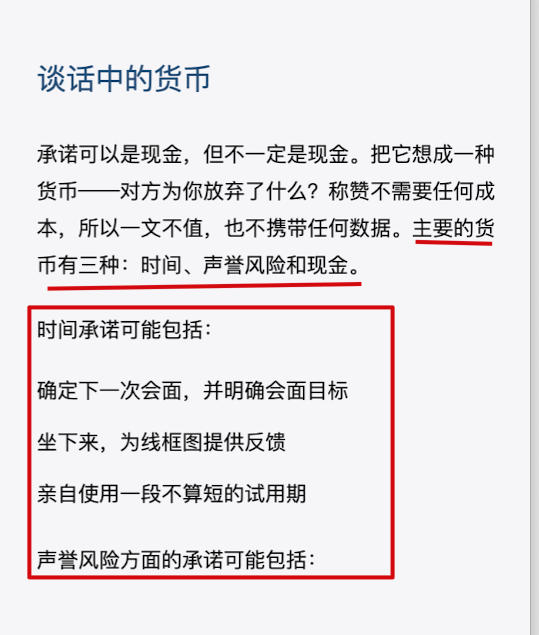 谈话中的货币
承诺可以是现金，但不一定是现金。把它想成一种
货币——对方为你放弃了什么？称赞不需要任何成
本，所以一文不值，也不携带任何数据。主要的货
币有三种：时间、声誉风险和现金。
时间承诺可能包括：
确定下一次会面，并明确会面目标
坐下来，为线框图提供反馈
亲自使用一段不算短的试用期
声誉风险方面的承诺可能包括：